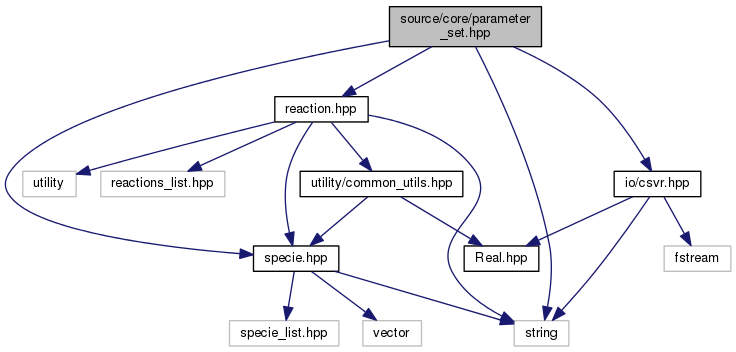 source/core/parameter
_set.hpp
reaction.hpp
utility
reactions_list.hpp
utility/common_utils.hpp
io/csvr.hpp
specie.hpp
Real.hpp
fstream
specie_list.hpp
vector
string